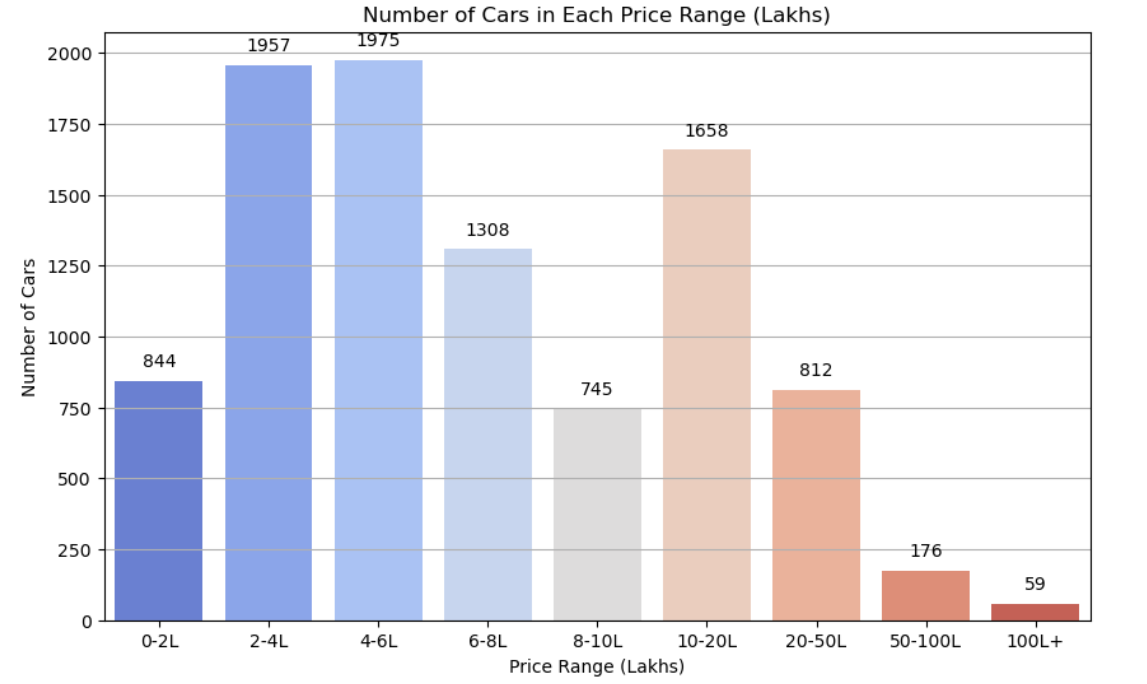 Number of Cars in Each Price Range (Lakhs)
Number of Cars
2000
1750
1500
1250
1000
750
500
250
0
844
1957
1975
1308
745
1658
812
176
59
0-2L
2-4L
4-6L
6-8L
8-10L
10-20L
20-50L
50-100L
100L+
Price Range (Lakhs)